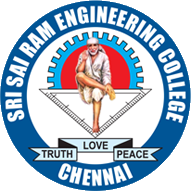 SRI SAI RAM ENGINEERING COLLEGE
LOVE
TRUTH PEACE
CHENNAI